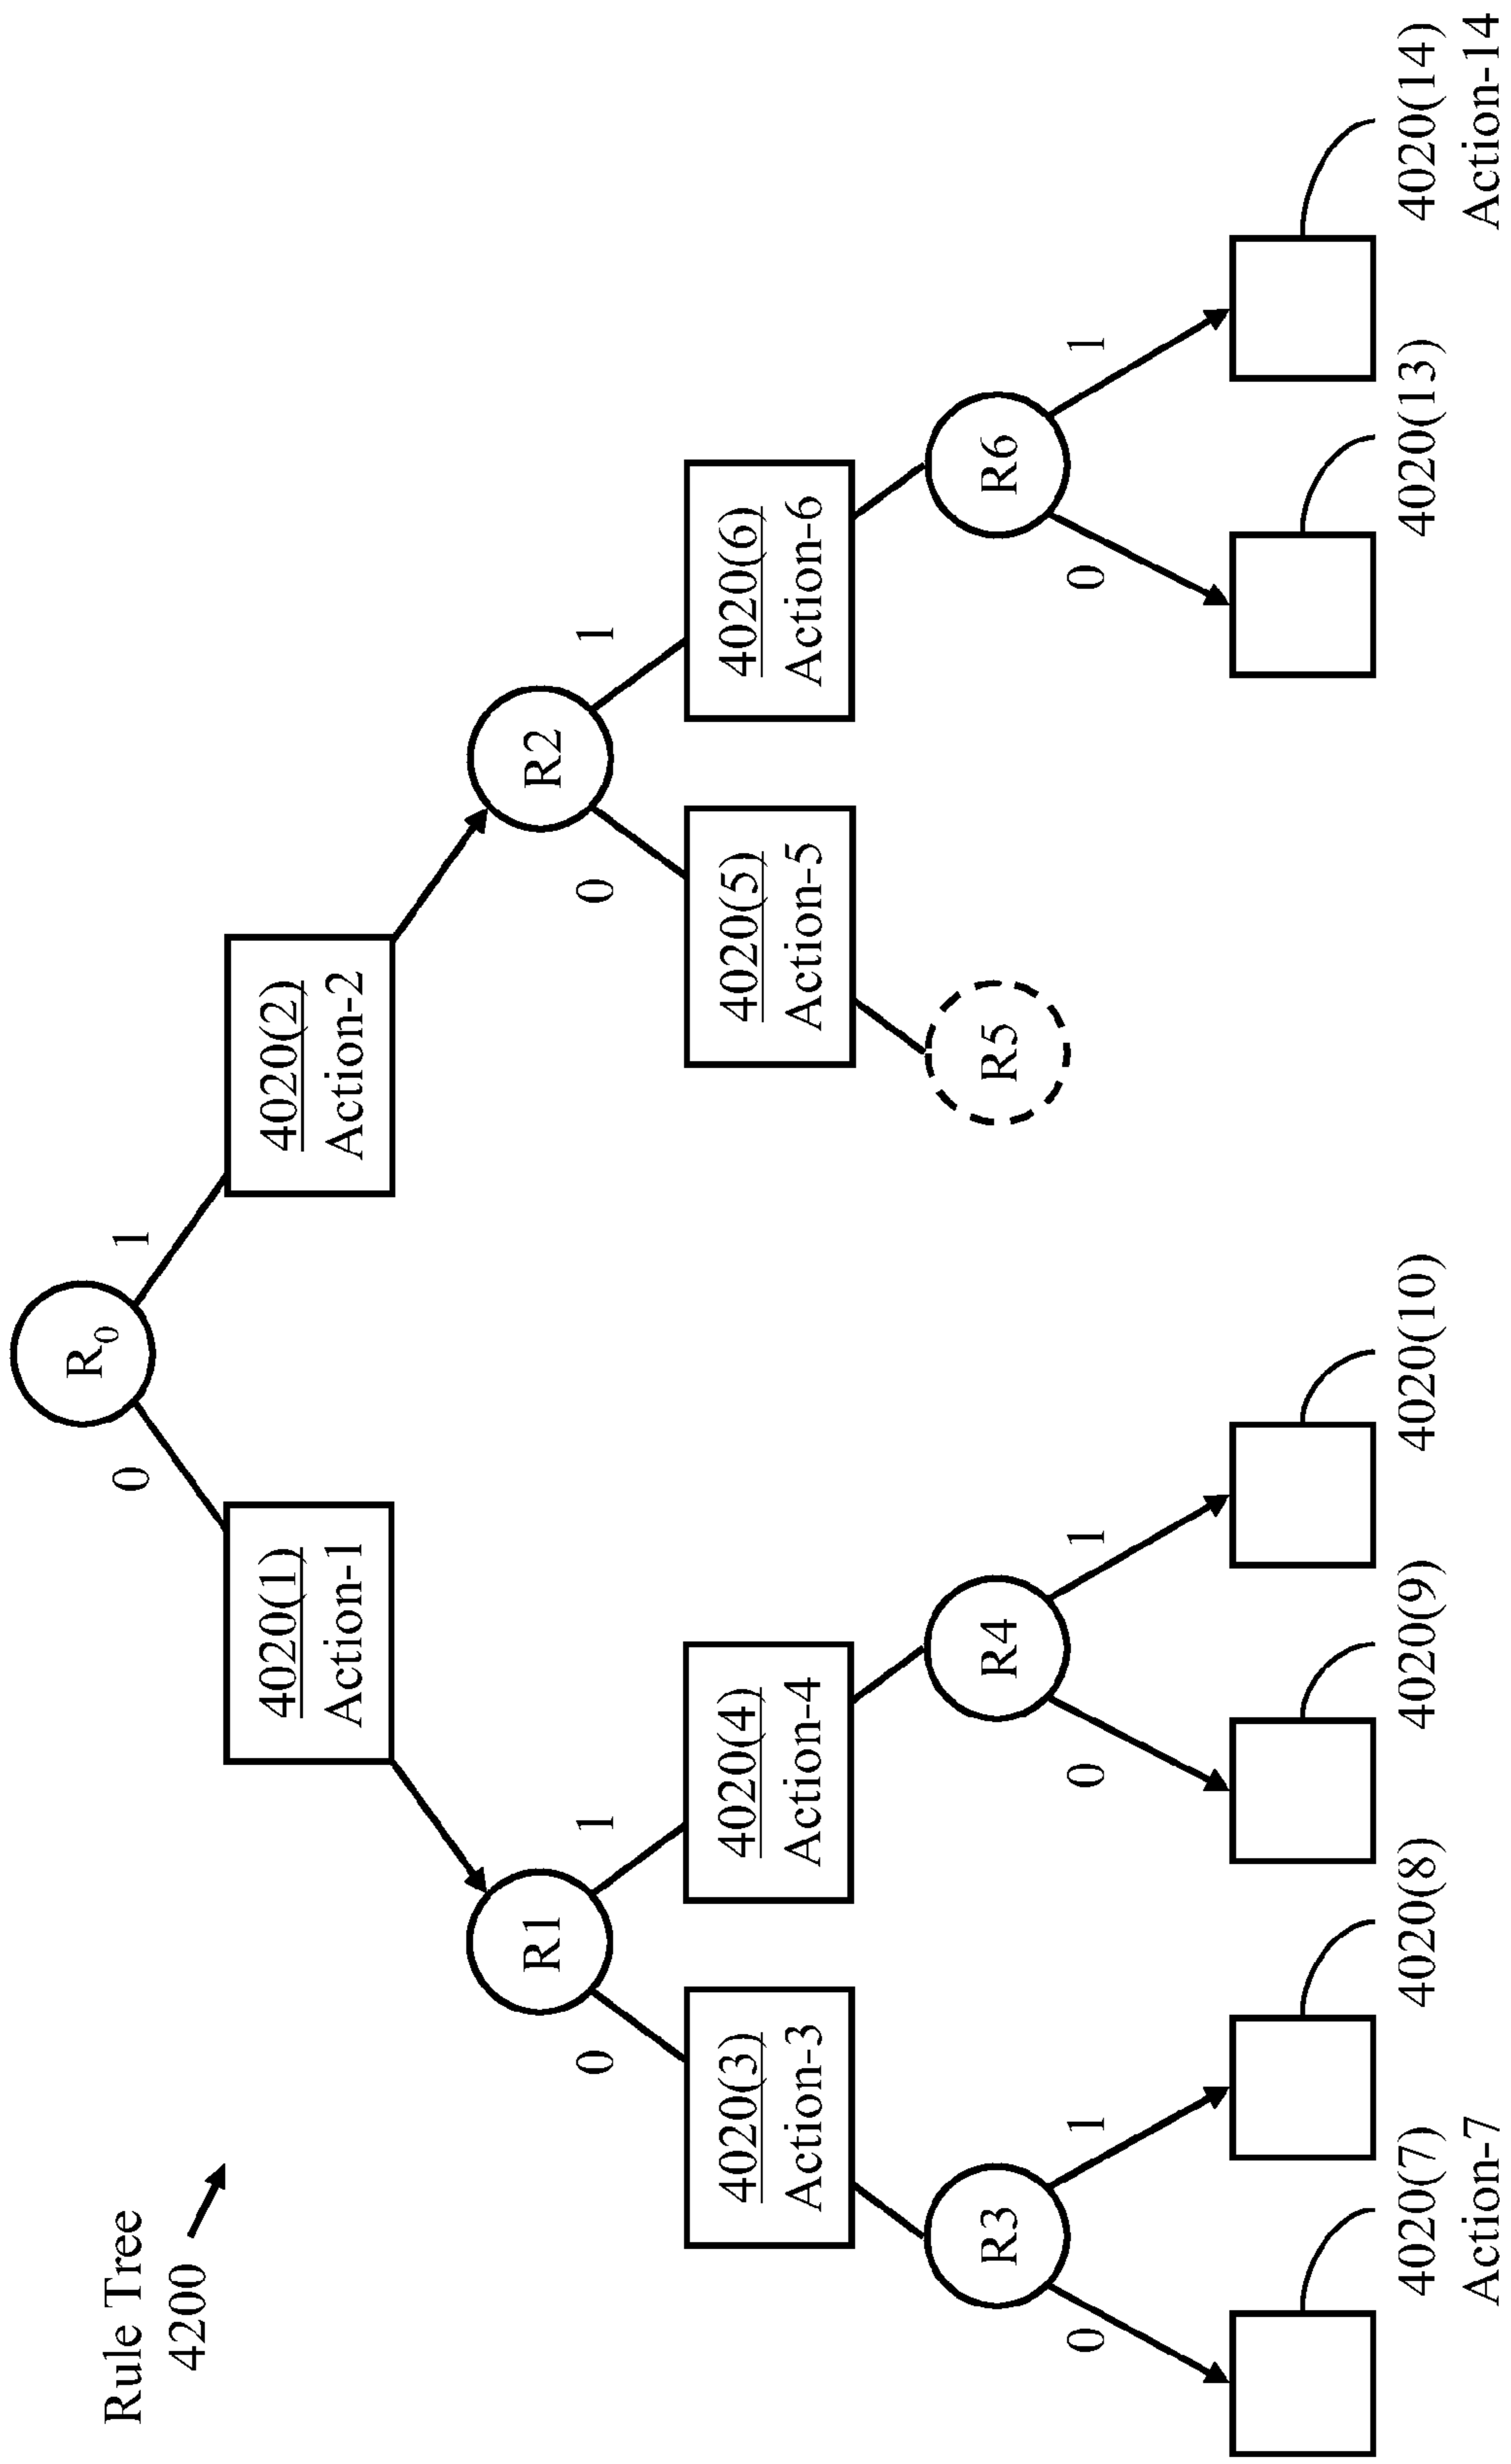 Rule Tree
4200
R0
0
1
4020(1)
Action-1
4020(2)
Action-2
R1
R2
0
1
0
1
4020(3)
Action-3
4020(4)
Action-4
4020(5)
Action-5
4020(6)
Action-6
R3
R4
R5
R6
0
1
0
1
0
1
4020(7)
Action-7
4020(8)
4020(9)
4020(10)
4020(13)
4020(14)
Action-14